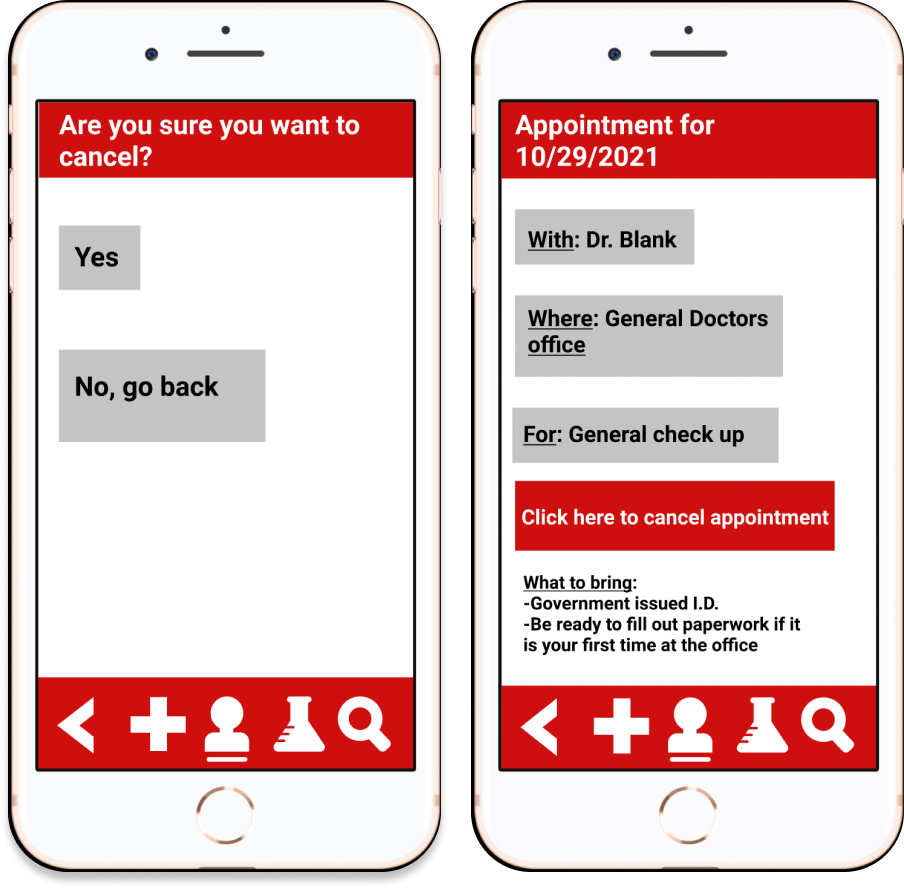 Are you sure you want to
cancel?
Yes
No, go back
Appointment for
10/29/2021
With: Dr. Blank
Where: General Doctors
office
For: General check up
Click here to cancel appointment
What to bring:
-Government issued I.D.
-Be ready to fill out paperwork if it
is your first time at the office